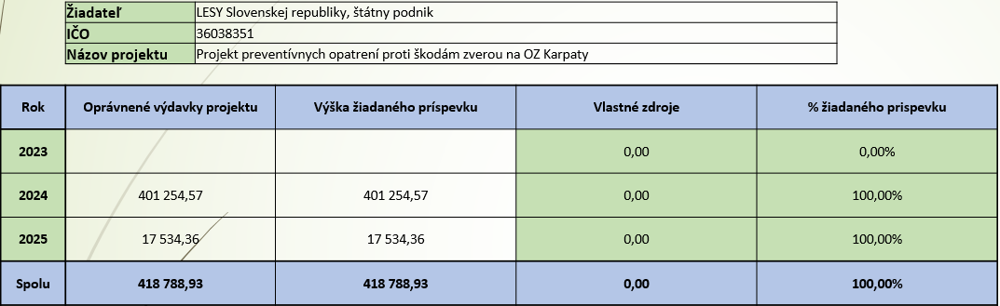 Žiadateľ LESY Slovenskej republiky, štátny podnik
IČO 36038351
Názov projektu Projekt preventívnych opatrení proti škodám zverou na OZ Karpaty
Rok Oprávnené výdavky projektu Výška žiadaného príspevku Vlastné zdroje % žiadaného prispevku
2023 0,00 0,00%
2024 401 254,57 401 254,57 0,00 100,00%
2025 17 534,36 17 534,36 0,00 100,00%
Spolu 418 788,93 418 788,93 0,00 100,00%